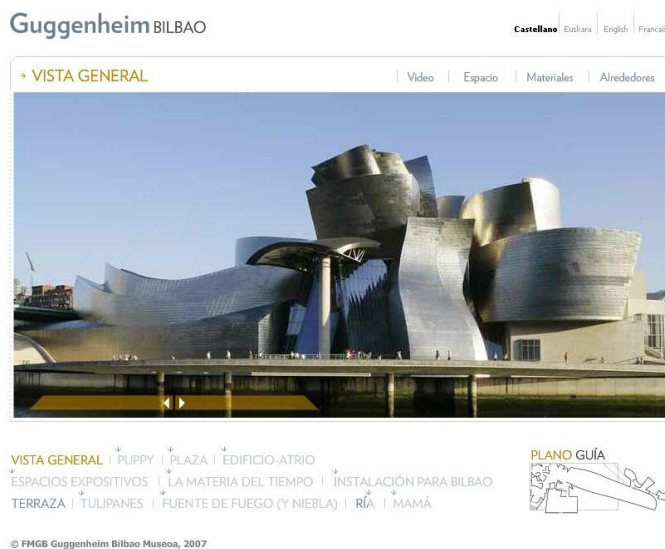 Guggenheim BILBAO
Castellano Euskara English Francais
VISTA GENERAL
Video Espacio Materiales Alrededores
VISTA GENERAL | PUPPY | PLAZA | EDIFICIO-ATRIO
ESPACIOS EXPOSITIVOS | LA MATERIA DEL TIEMPO | INSTALACIÓN PARA BILBAO
TERRAZA | TULIPANES | FUENTE DE FUEGO (Y NIEBLA) | RÍA | MAMÁ
PLANO GUÍA
© FMGB Guggenheim Bilbao Museoa, 2007